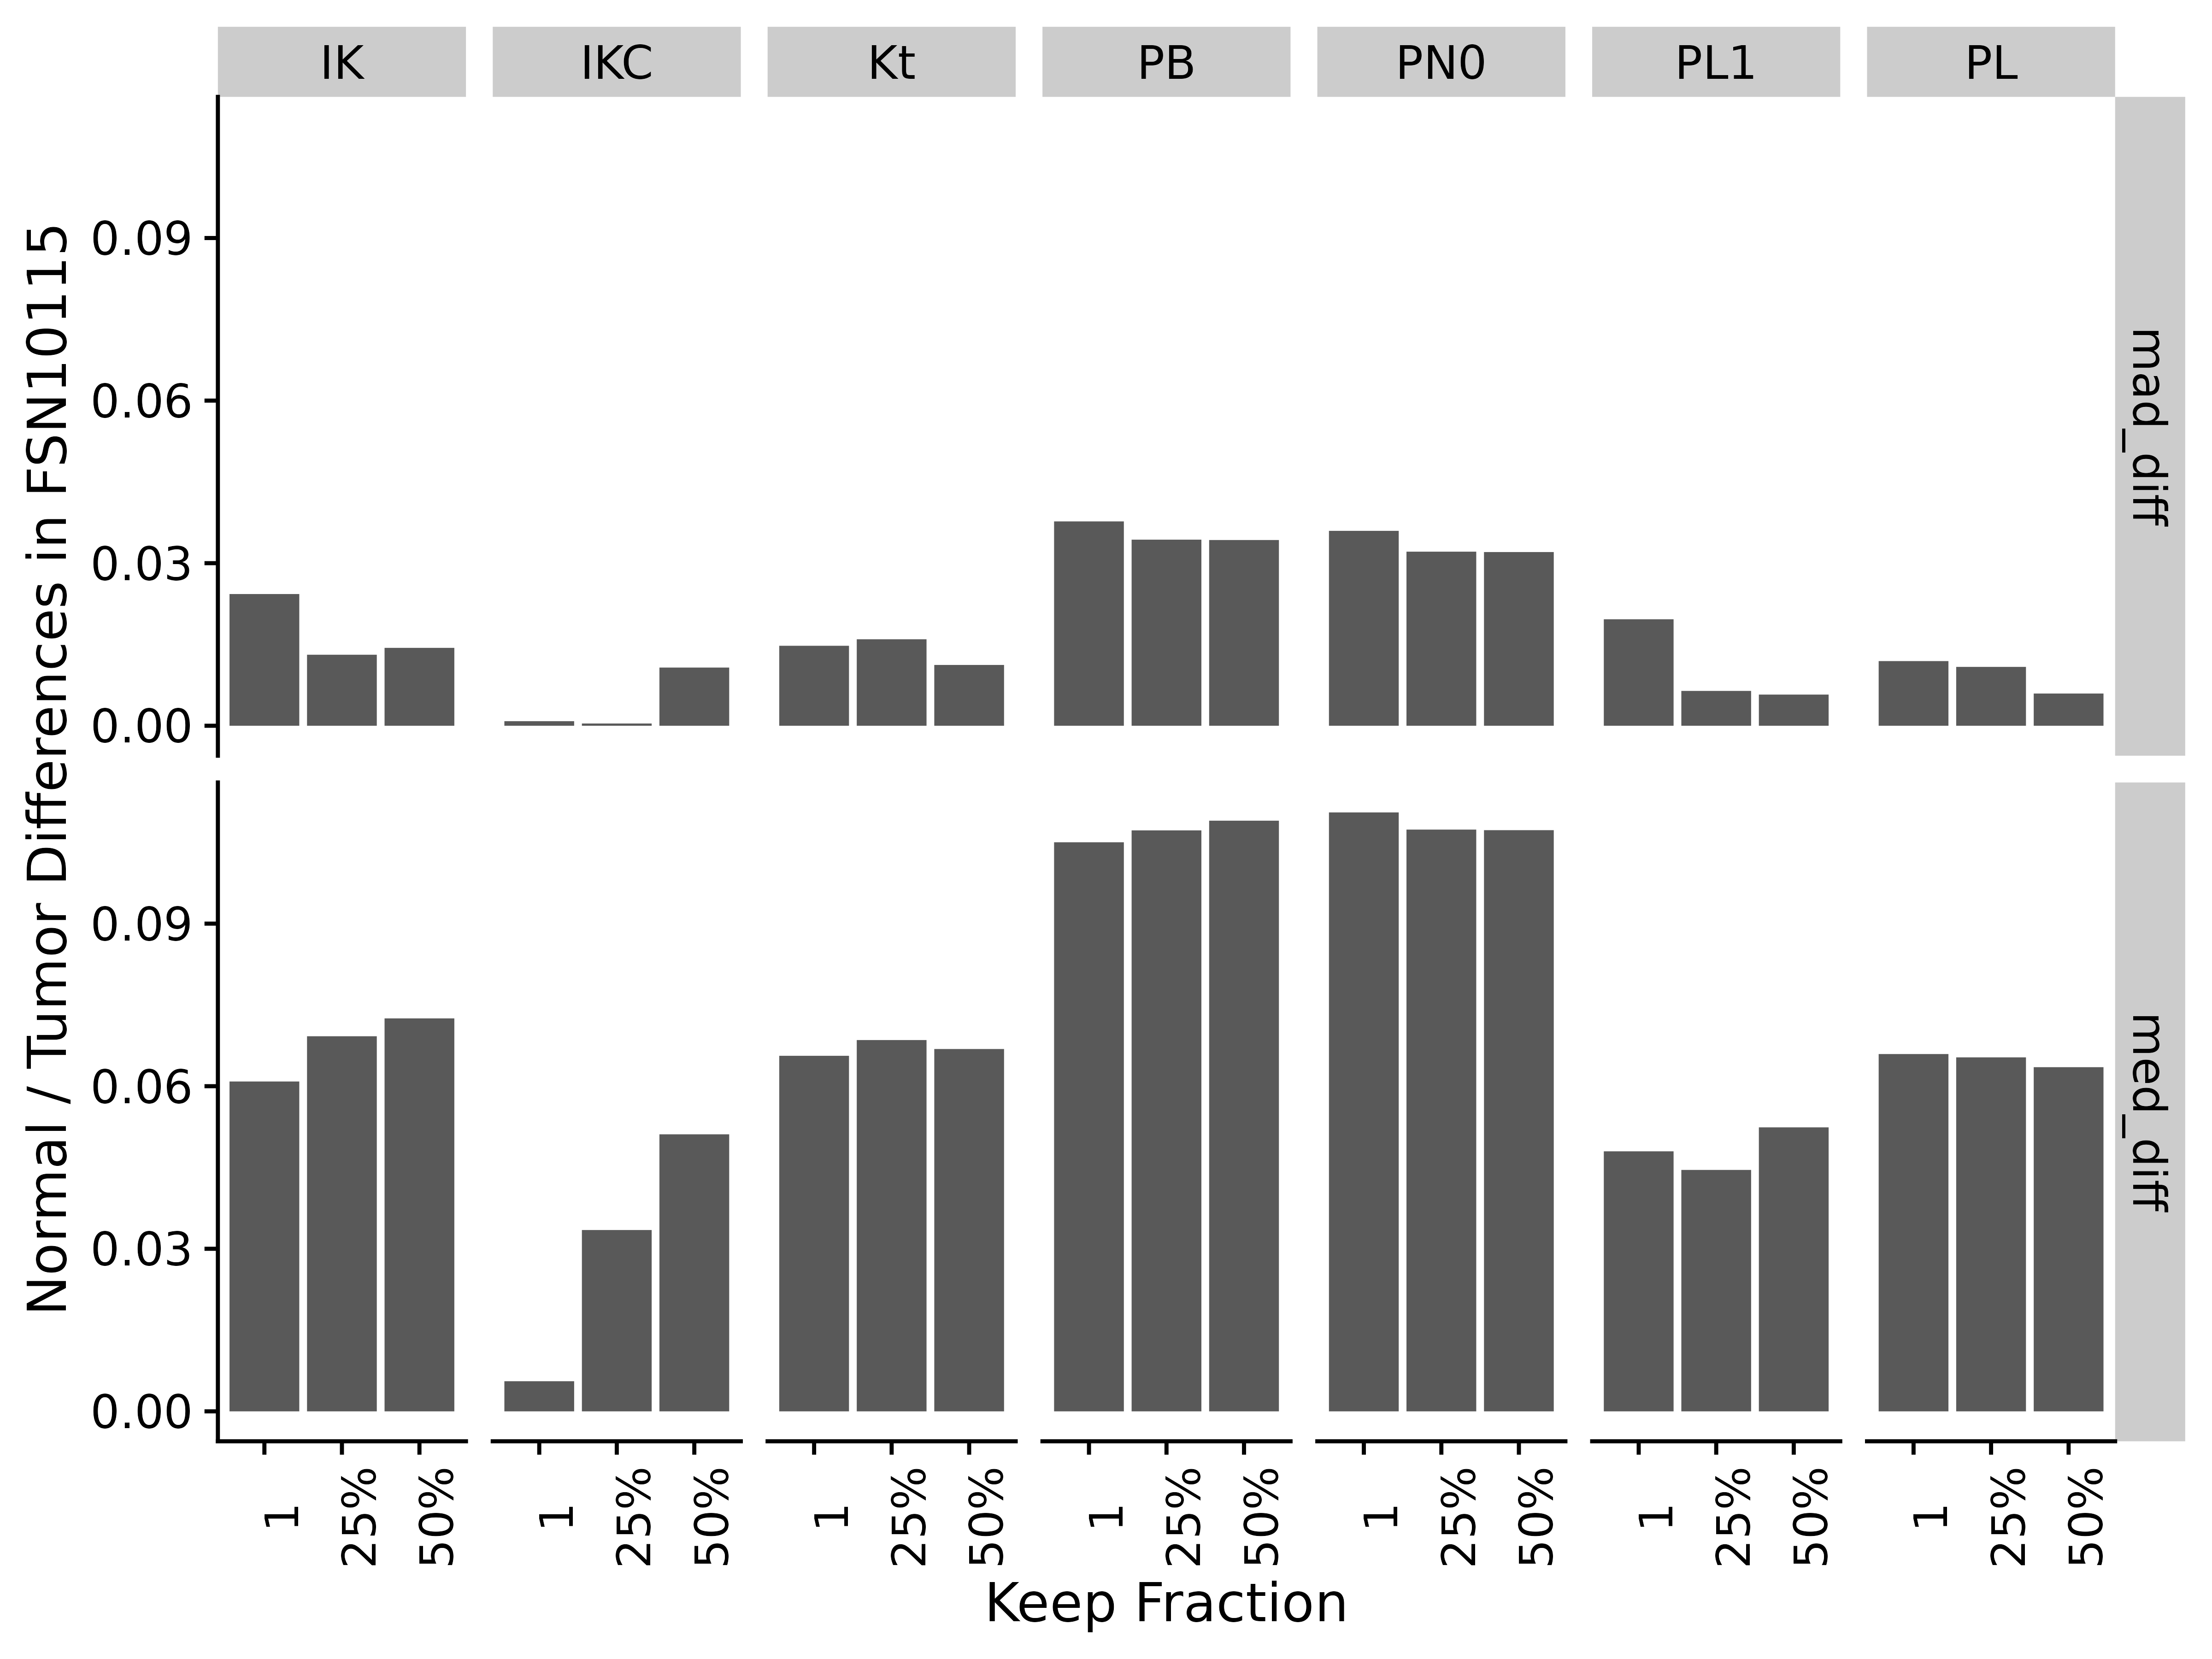 IK IKC Kt PB PN0 PL1 PL
Normal / Tumor Differences in FSN10115
0.09
0.06
0.03
0.00
mad_diff
0.09
0.06
0.03
0.00
med_diff
1 25% 50% 1 25% 50% 1 25% 50% 1 25% 50% 1 25% 50% 1 25% 50% 1 25% 50%
Keep Fraction